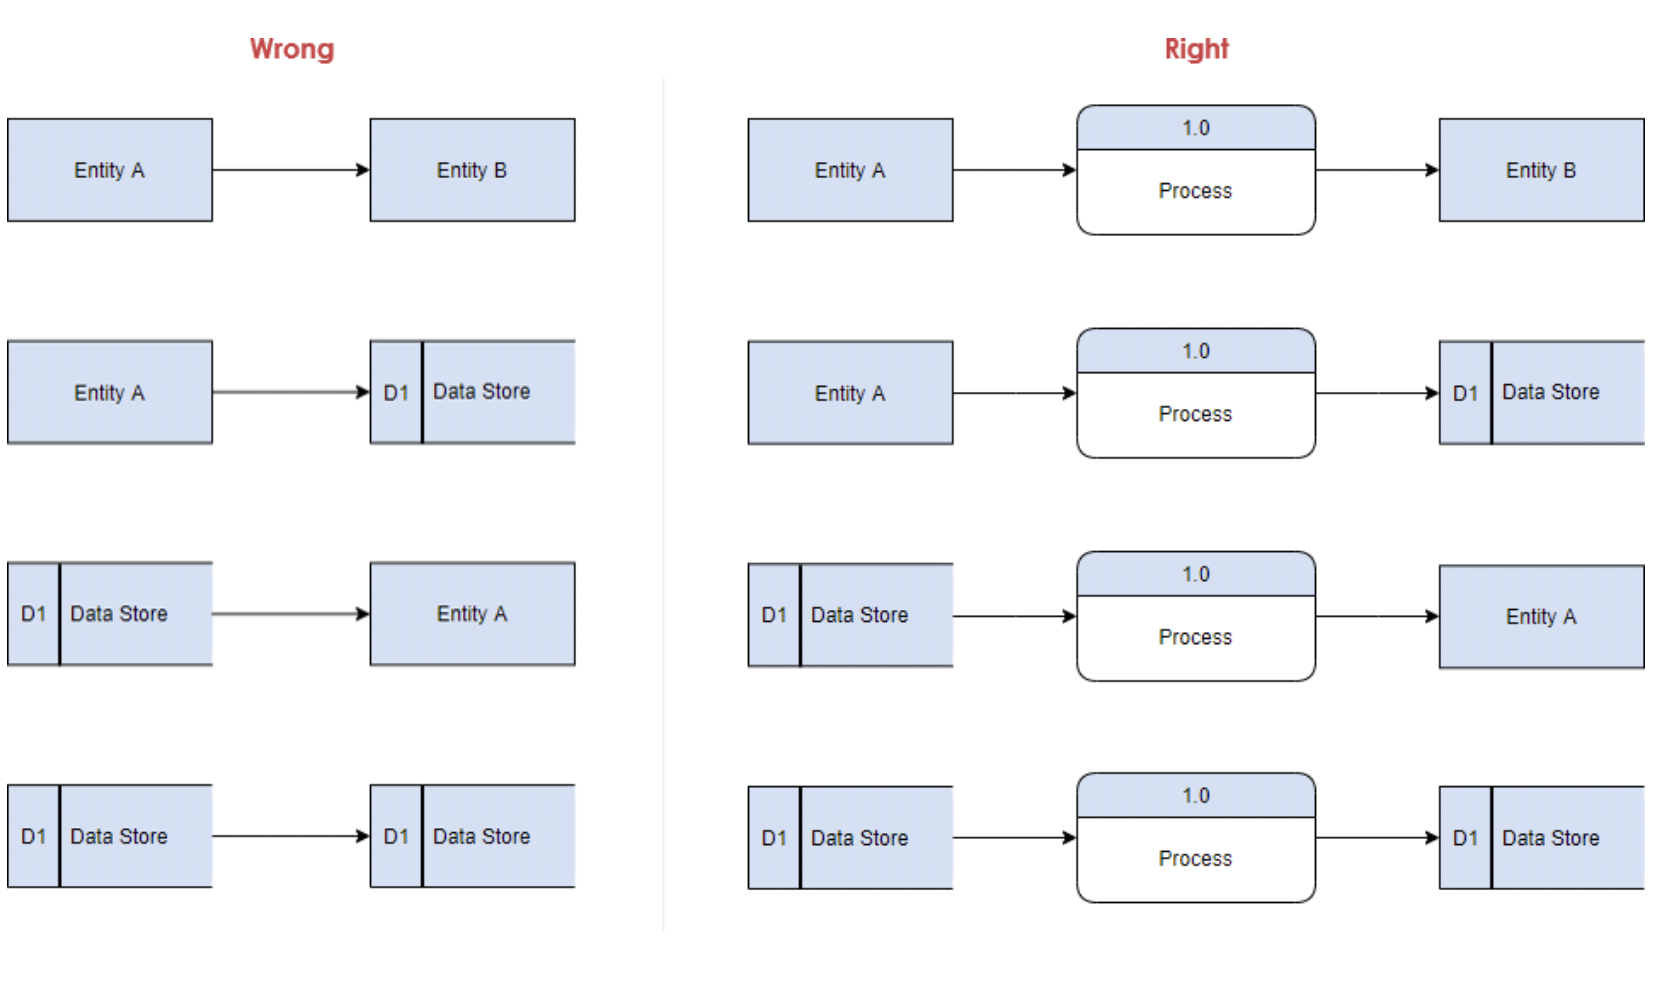 Wrong
Right
Entity A
Entity B
Entity A
1.0
Process
Entity B
Entity A
D1
Data Store
Entity A
1.0
Process
D1
Data Store
D1
Data Store
Entity A
D1
Data Store
1.0
Process
Entity A
D1
Data Store
D1
Data Store
D1
Data Store
1.0
Process
D1
Data Store